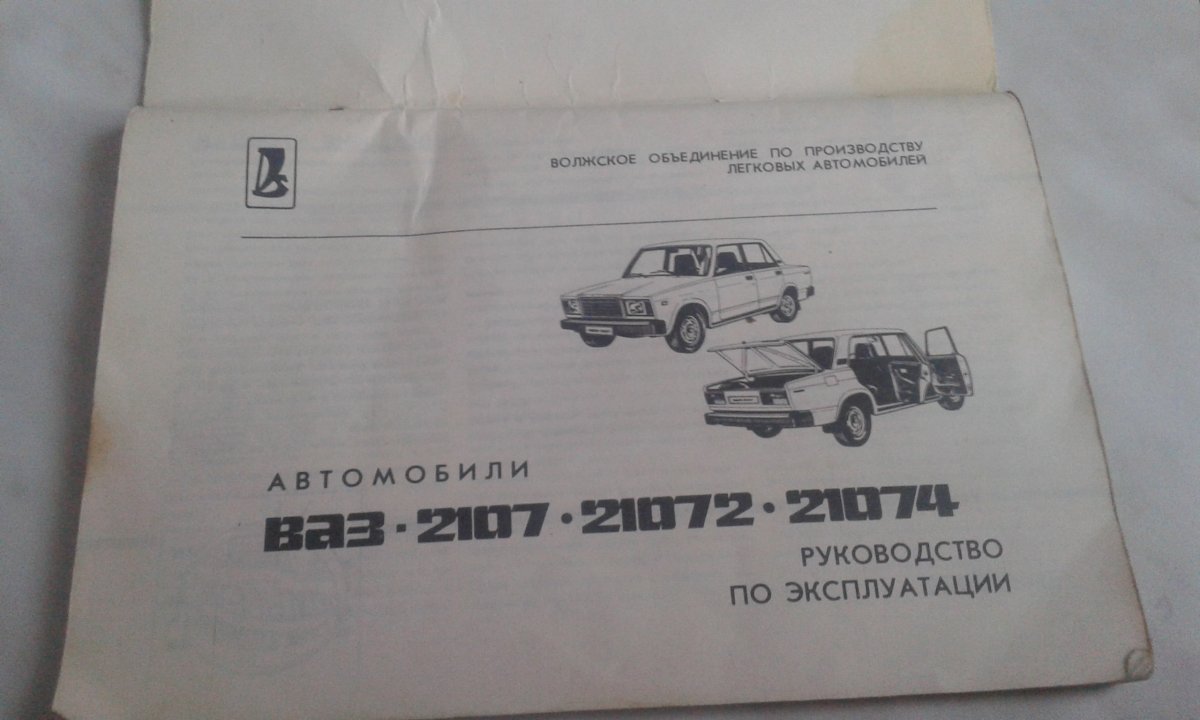 ВОЛЖСКОЕ ОБЪЕДИНЕНИЕ ПО ПРОИЗВОДСТВУ
ЛЕГКОВЫХ АВТОМОБИЛЕЙ
АВТОМОБИЛИ
ВАЗ · 2107 · 21072 · 21074
РУКОВОДСТВО
ПО ЭКСПЛУАТАЦИИ